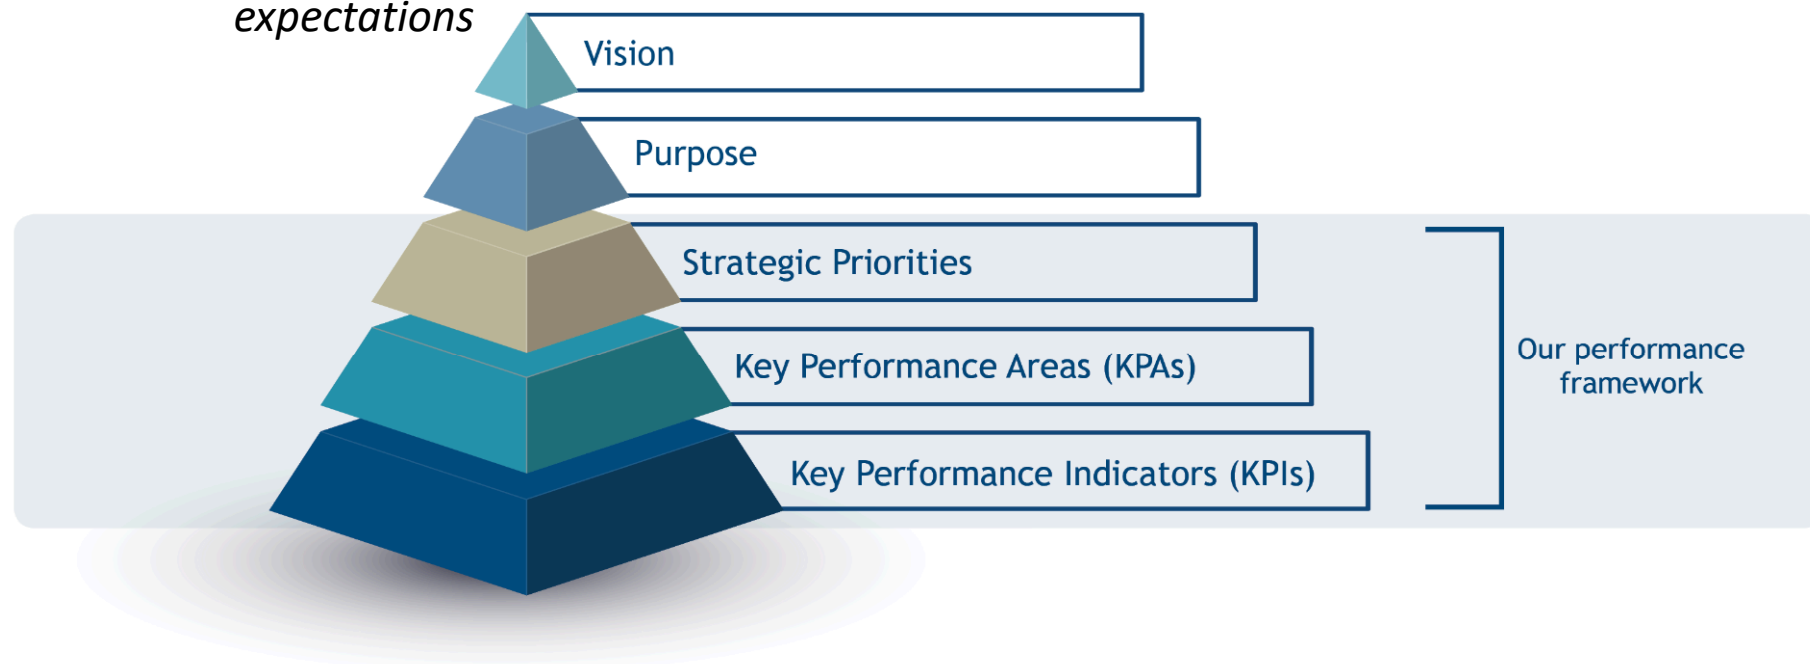 expectations
Vision
Purpose
Strategic Priorities
Key Performance Areas (KPAs)
Key Performance Indicators (KPIs)
Our performance
framework